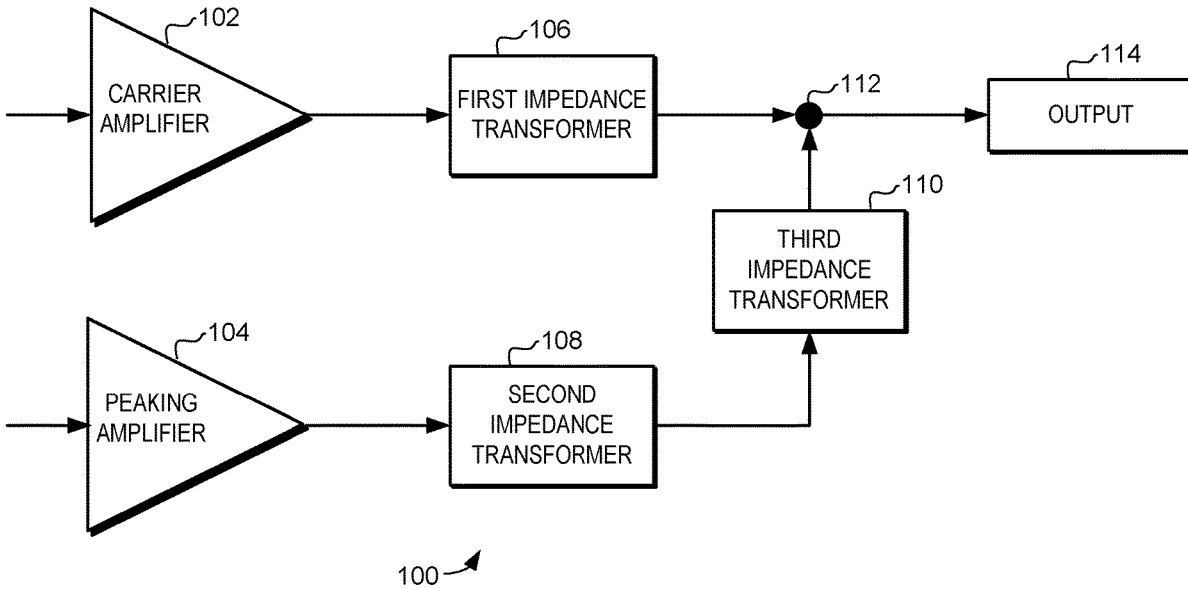 102
CARRIER
AMPLIFIER
106
FIRST IMPEDANCE
TRANSFORMER
112
114
OUTPUT
110
THIRD
IMPEDANCE
TRANSFORMER
104
PEAKING
AMPLIFIER
108
SECOND
IMPEDANCE
TRANSFORMER
100